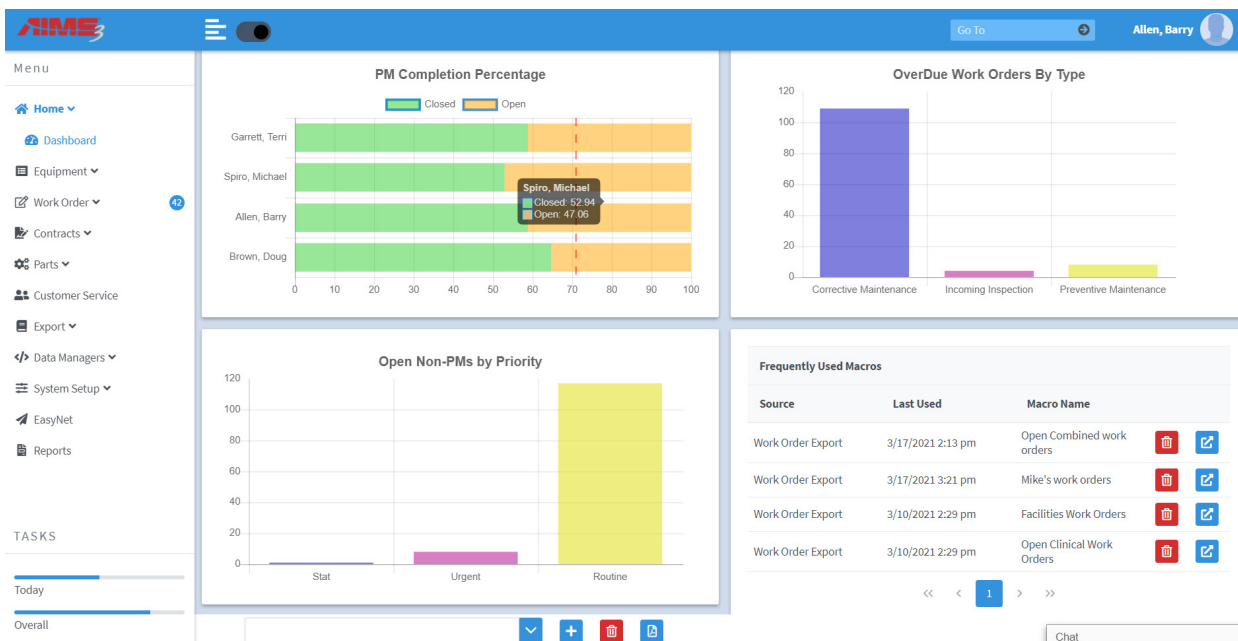 AIMS3
Go To
Allen, Barry
Menu
Home
Dashboard
Equipment
Work Order
42
Contracts
Parts
Customer Service
Export
Data Managers
System Setup
EasyNet
Reports
TASKS
Today
Overall
PM Completion Percentage
Closed
Open
Garrett, Terri
Spiro, Michael
Allen, Barry
Brown, Doug
Spiro, Michael
Closed: 52.94
Open: 47.06
0 10 20 30 40 50 60 70 80 90 100
OverDue Work Orders By Type
120
100
80
60
40
20
0
Corrective Maintenance Incoming Inspection Preventive Maintenance
Open Non-PMs by Priority
120
100
80
60
40
20
0
Stat Urgent Routine
Frequently Used Macros
Source Last Used Macro Name
Work Order Export 3/17/2021 2:13 pm Open Combined work
orders
Work Order Export 3/17/2021 3:21 pm Mike's work orders
Work Order Export 3/10/2021 2:29 pm Facilities Work Orders
Work Order Export 3/10/2021 2:29 pm Open Clinical Work
Orders
<< < 1 > >>
Chat